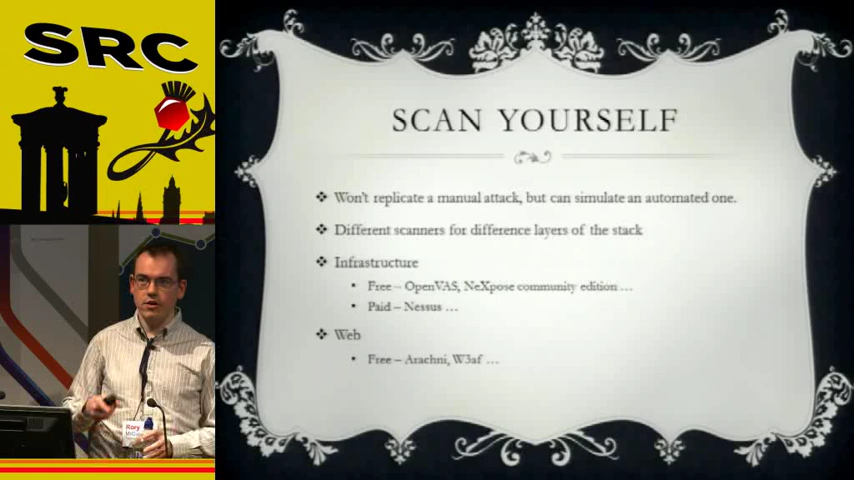 SRC
SCAN YOURSELF
Won't replicate a manual attack, but can simulate an automated one.
Different scanners for difference layers of the stack
Infrastructure
Free – OpenVAS, NeXpose community edition …
Paid – Nessus …
Web
Free – Arachni, W3af …
Rory